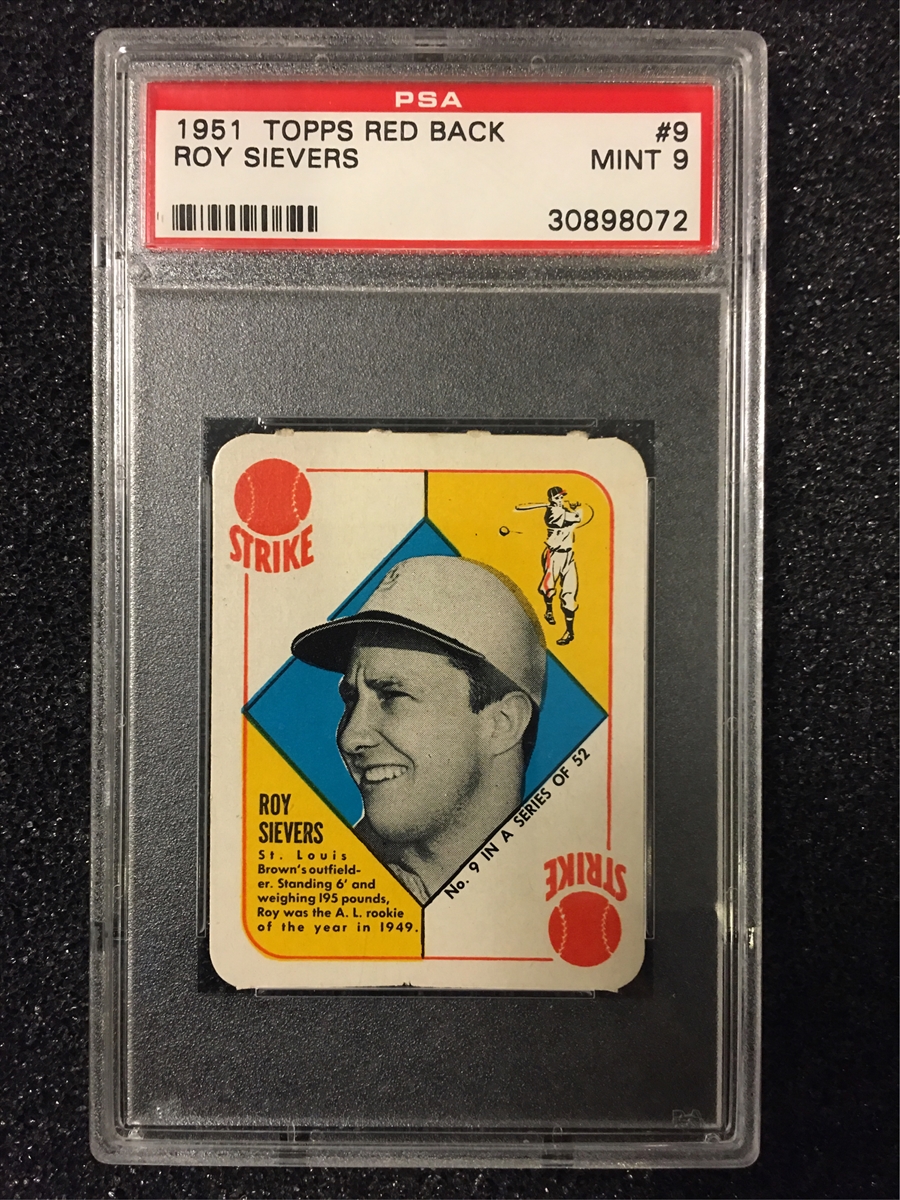 PSA
1951 TOPPS RED BACK #9
ROY SIEVERS MINT 9
30898072
STRIKE
ROY
SIEVERS
St. Louis
Brown's outfield-
er. Standing 6' and
weighing 195 pounds,
Roy was the A. L. rookie
of the year in 1949.
No. 9 IN A SERIES OF 52
STRIKE